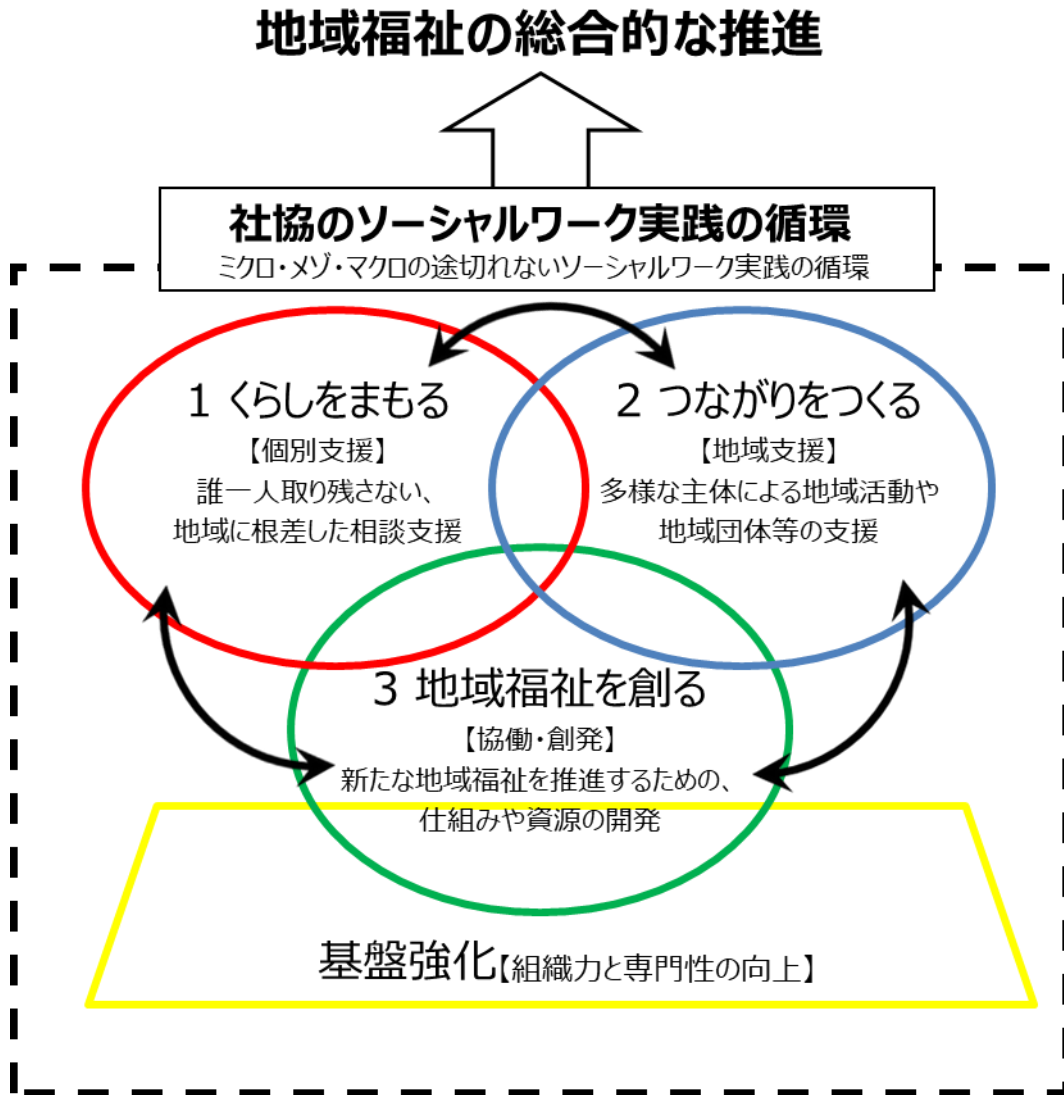 地域福祉の総合的な推進
社協のソーシャルワーク実践の循環
ミクロ・メゾ・マクロの途切れないソーシャルワーク実践の循環
1 くらしをまもる
【個別支援】
誰一人取り残さない、
地域に根差した相談支援
2 つながりをつくる
【地域支援】
多様な主体による地域活動や
地域団体等の支援
3 地域福祉を創る
【協働・創発】
新たな地域福祉を推進するための、
仕組みや資源の開発
基盤強化【組織力と専門性の向上】